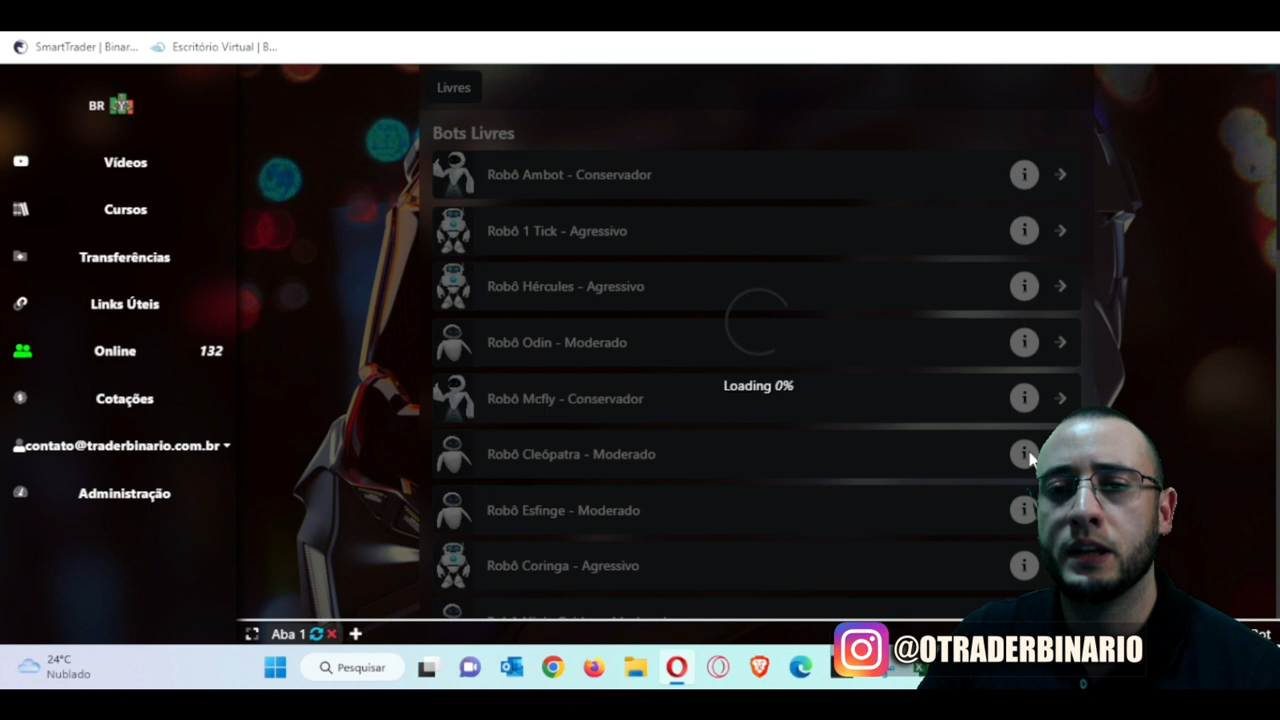 SmartTrader | Binar...
Escritório Virtual | B...
BR
Vídeos
Cursos
Transferências
Links Úteis
Online 132
Cotações
contato@traderbinario.com.br
Administração
Livres
Bots Livres
Robô Ambot - Conservador
Robô 1 Tick - Agressivo
Robô Hércules - Agressivo
Robô Odin - Moderado
Loading 0%
Robô Mcfly - Conservador
Robô Cleópatra - Moderado
Robô Esfinge - Moderado
Robô Coringa - Agressivo
Aba 1
@OTRADERBINARIO
24°C
Nublado
Pesquisar